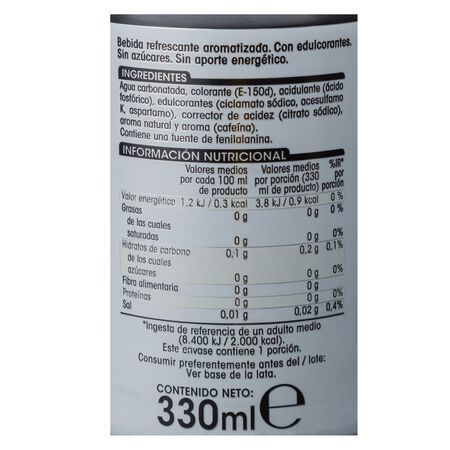 Bebida refrescante aromatizada. Con edulcorantes.
Sin azúcares. Sin aporte energético.
INGREDIENTES
Agua carbonatada, colorante (E-150d), acidulante (ácido
fosfórico), edulcorantes (ciclamato sódico, acesulfamo
K, aspartamo), corrector de acidez (citrato sódico),
aroma natural y aroma (cafeína).
Contiene una fuente de fenilalanina.
INFORMACIÓN NUTRICIONAL
Valores medios por cada 100 ml de producto
Valores medios por porción (330 ml de producto)
%IR* por porción
Valor energético 1,2 kJ / 0,3 kcal 3.8 kJ / 0,9 kcal 0 %
Grasas 0 g 0 g 0%
de las cuales
saturadas 0 g 0 g 0%
Hidratos de carbono 0,1 g 0,2 g 0,1%
de los cuales
azúcares 0 g 0 g 0%
Fibra alimentaria 0 g 0 g
Proteínas 0 g 0 g 0%
Sal 0,01 g 0,02 g 0,4%
*Ingesta de referencia de un adulto medio
(8.400 kJ / 2.000 kcal).
Este envase contiene 1 porción.
Consumir preferentemente antes del / lote:
Ver base de la lata.
CONTENIDO NETO:
330ml e